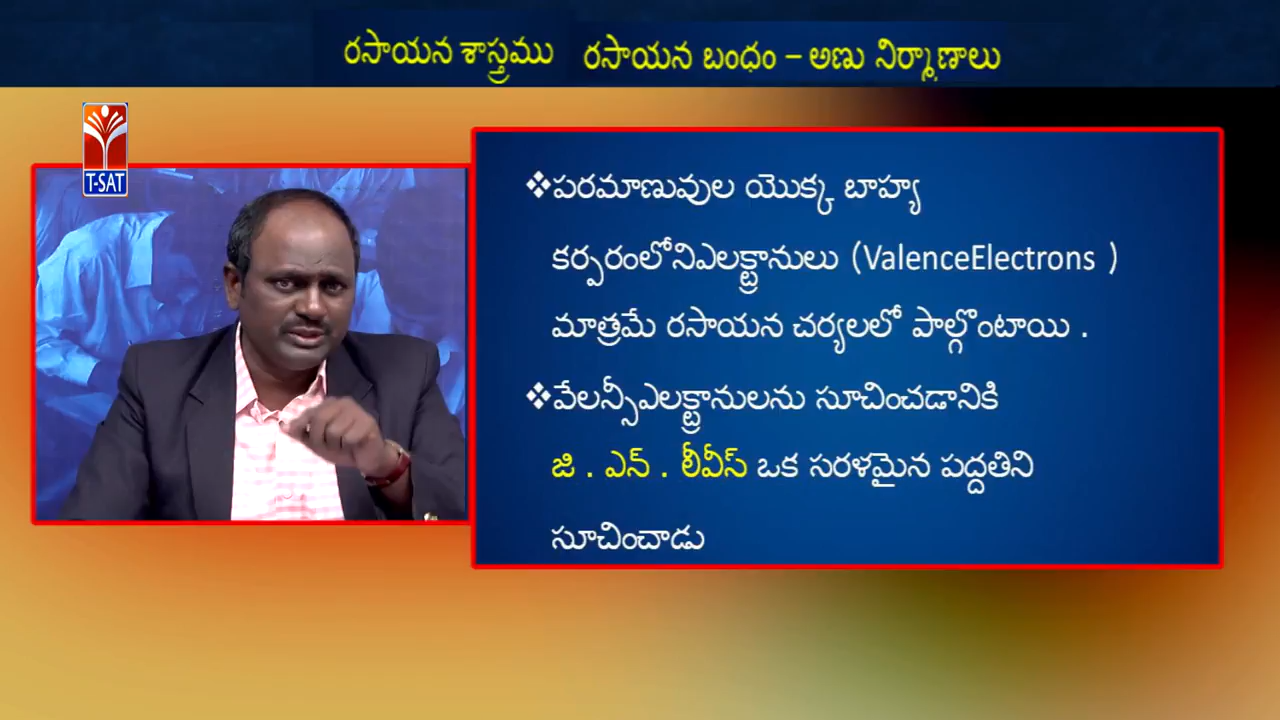 రసాయన శాస్త్రము రసాయన బంధం – అణు నిర్మాణాలు
T-SAT
❖పరమాణువుల యొక్క బాహ్య
కర్పరంలోనిఎలక్ట్రానులు (ValenceElectrons )
మాత్రమే రసాయన చర్యలలో పాల్గొంటాయి .
❖వేలన్సీఎలక్ట్రానులను సూచించడానికి
జి . ఎన్ . లీవీస్ ఒక సరళమైన పద్దతిని
సూచించాడు